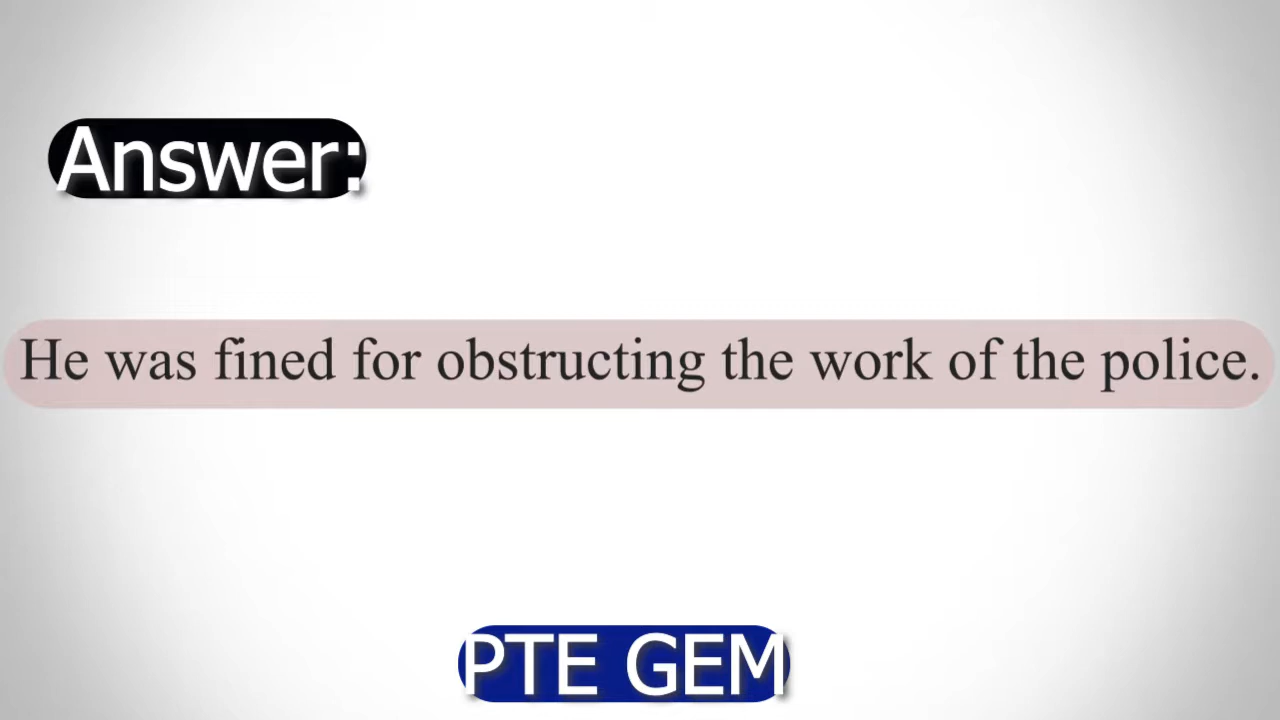 Answer:
He was fined for obstructing the work of the police.
PTE GEM